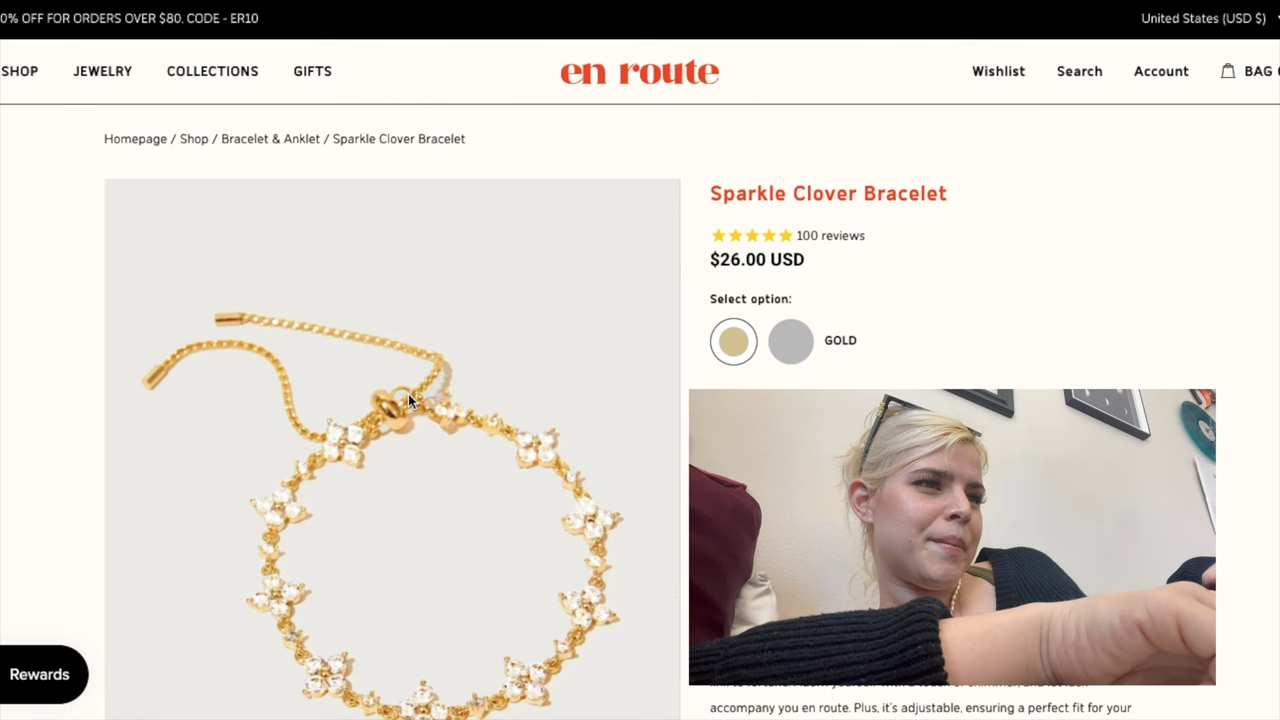 0% OFF FOR ORDERS OVER $80. CODE - ER10
United States (USD $)
SHOP JEWELRY COLLECTIONS GIFTS
en route
Wishlist Search Account BAG
Homepage / Shop / Bracelet & Anklet / Sparkle Clover Bracelet
Sparkle Clover Bracelet
100 reviews
$26.00 USD
Select option:
GOLD
Rewards
accompany you en route. Plus, it's adjustable, ensuring a perfect fit for your